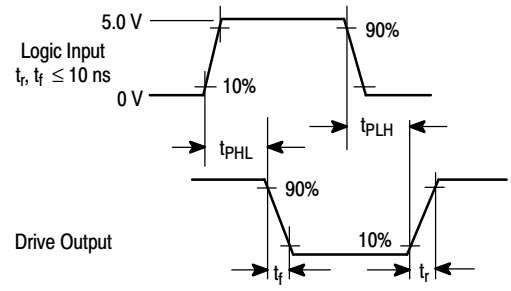 5.0 V
Logic Input
tr, tf ≤ 10 ns
0 V
90%
10%
tPHL
tPLH
90%
10%
Drive Output
tf
tr